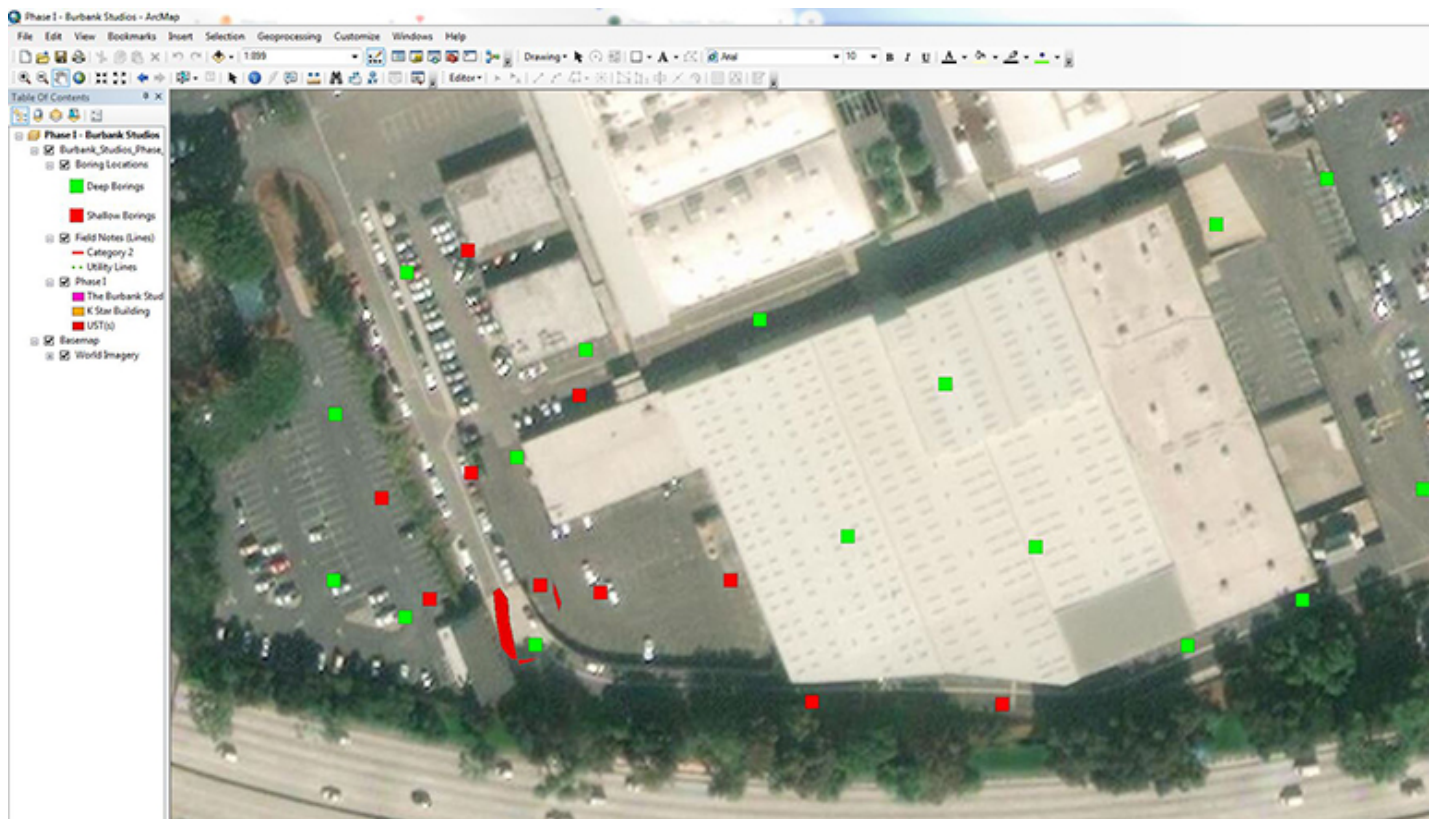 Phase I - Burbank Studios - ArcMap
File Edit View Bookmarks Insert Selection Geoprocessing Customize Windows Help
1:899 Drawing Arial 10 B I U A
Editor
Table Of Contents
Phase I - Burbank Studios
Burbank_Studios_Phase_
Boring Locations
Deep Borings
Shallow Borings
Field Notes (Lines)
Category 2
Utility Lines
Phase I
The Burbank Stud
K Star Building
UST(s)
Basemap
World Imagery